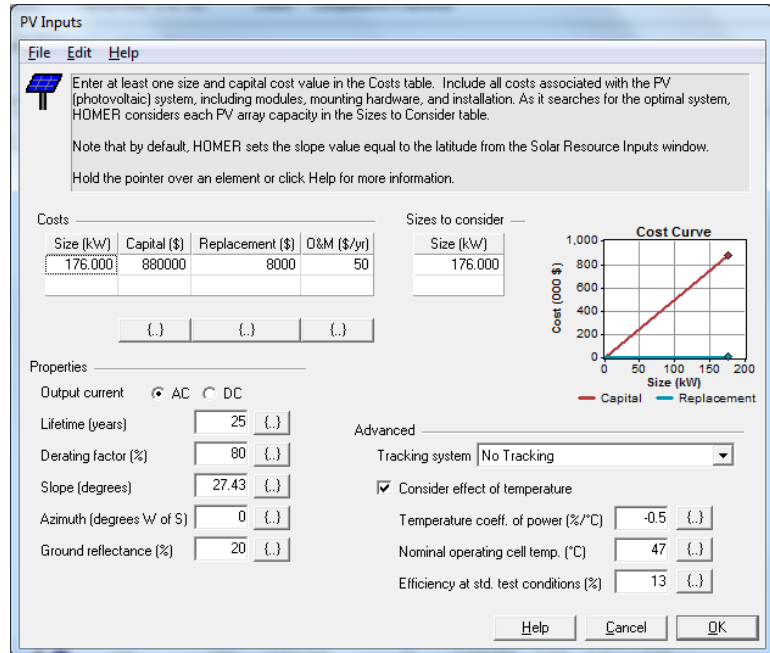 PV Inputs
File Edit Help
Enter at least one size and capital cost value in the Costs table. Include all costs associated with the PV
(photovoltaic) system, including modules, mounting hardware, and installation. As it searches for the optimal system,
HOMER considers each PV array capacity in the Sizes to Consider table.
Note that by default, HOMER sets the slope value equal to the latitude from the Solar Resource Inputs window.
Hold the pointer over an element or click Help for more information.
Costs
Size (kW) Capital ($) Replacement ($) O&M ($/yr)
176.000 880000 8000 50
{..} {..} {..}
Sizes to consider
Size (kW)
176.000
Cost Curve
Cost (000 $)
1,000
800
600
400
200
0
0 50 100 150 200
Size (kW)
Capital Replacement
Properties
Output current AC DC
Lifetime (years) 25 {..}
Derating factor (%) 80 {..}
Slope (degrees) 27.43 {..}
Azimuth (degrees W of S) 0 {..}
Ground reflectance (%) 20 {..}
Advanced
Tracking system No Tracking
Consider effect of temperature
Temperature coeff. of power (%/°C) -0.5 {..}
Nominal operating cell temp. (°C) 47 {..}
Efficiency at std. test conditions (%) 13 {..}
Help Cancel OK